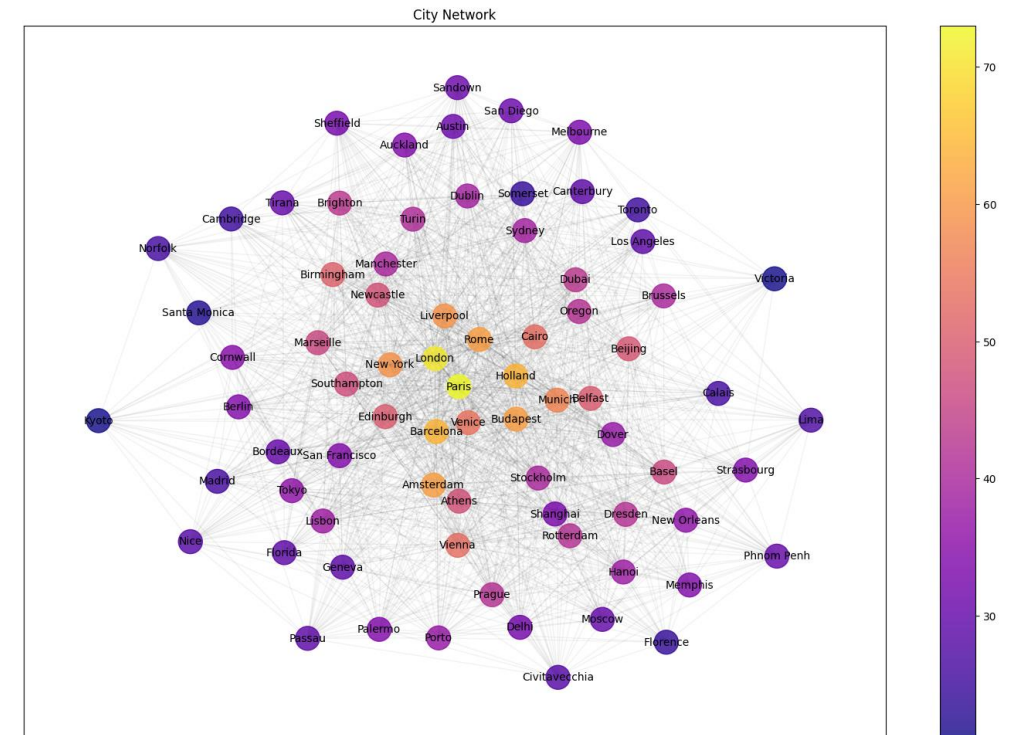 City Network
Sandown
San Diego
Sheffield
Austin
Melbourne
Auckland
Tirana
Brighton
Dublin
Somerset
Canterbury
Cambridge
Turin
Toronto
Sydney
Los Angeles
Norfolk
Manchester
Birmingham
Dubai
Victoria
Newcastle
Brussels
Santa Monica
Liverpool
Oregon
Rome
Cairo
Marseille
Beijing
Cornwall
London
New York
Holland
Southampton
Paris
Munich
Belfast
Calais
Berlin
Edinburgh
Venice
Budapest
Lima
Kyoto
Barcelona
Dover
Bordeaux
San Francisco
Madrid
Basel
Strasbourg
Stockholm
Tokyo
Amsterdam
Athens
Lisbon
Shanghai
Dresden
New Orleans
Rotterdam
Nice
Florida
Vienna
Phnom Penh
Geneva
Hanoi
Memphis
Prague
Passau
Palermo
Porto
Delhi
Moscow
Florence
Civitavecchia
70
60
50
40
30